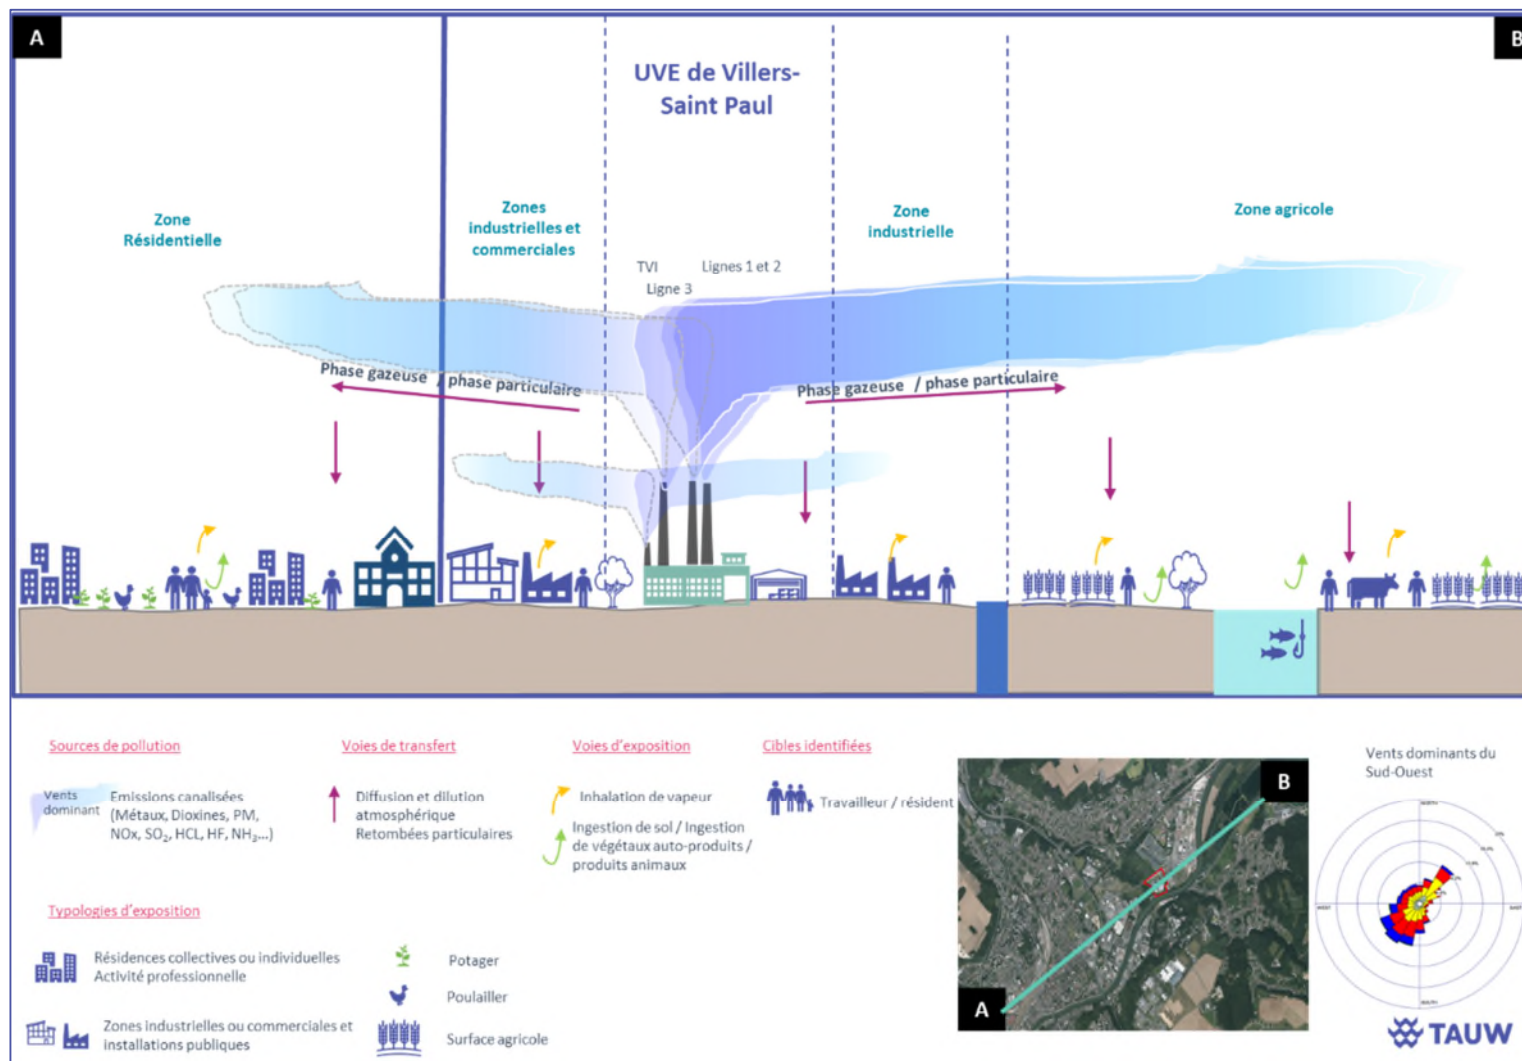 A
B
UVE de Villers-
Saint Paul
Zone
Résidentielle
Zones
industrielles et
commerciales
Zone
industrielle
Zone agricole
TVI
Lignes 1 et 2
Ligne 3
Phase gazeuse / phase particulaire
Phase gazeuse / phase particulaire
Sources de pollution
Vents
dominant
Emissions canalisées
(Métaux, Dioxines, PM,
NOx, SO₂, HCL, HF, NH₃...)
Voies de transfert
Diffusion et dilution
atmosphérique
Retombées particulaires
Voies d'exposition
Inhalation de vapeur
Ingestion de sol / Ingestion
de végétaux auto-produits /
produits animaux
Cibles identifiées
Travailleur / résident
Typologies d'exposition
Résidences collectives ou individuelles
Activité professionnelle
Zones industrielles ou commerciales et
installations publiques
Potager
Poulailler
Surface agricole
B
A
Vents dominants du
Sud-Ouest
NORTH
WEST
EAST
SOUTH
TAUW